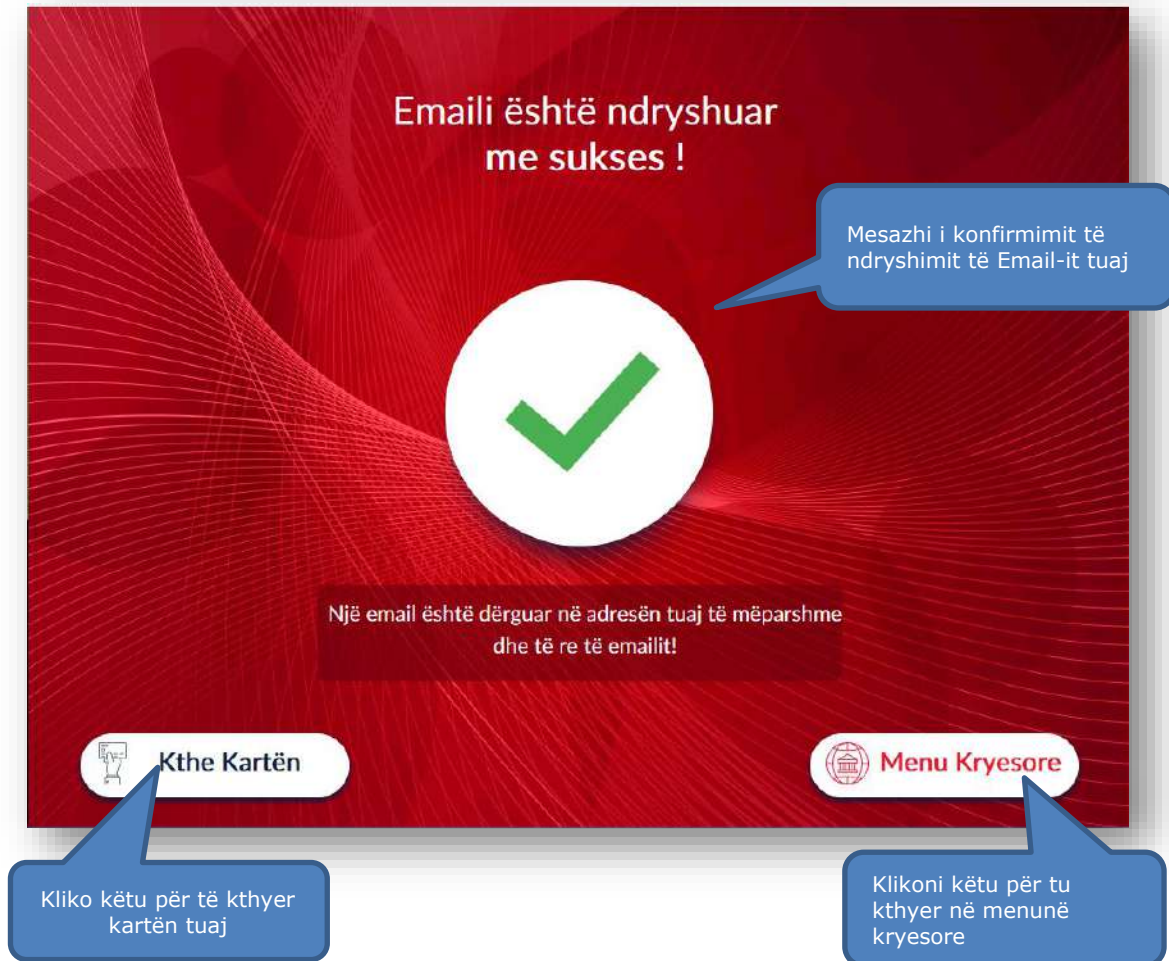 Emaili është ndryshuar
me sukses !
Mesazhi i konfirmimit të
ndryshimit të Email-it tuaj
Një email është dërguar në adresën tuaj të mëparshme
dhe të re të emailit!
Kthe Kartën
Menu Kryesore
Kliko këtu për të kthyer
kartën tuaj
Klikoni këtu për tu
kthyer në menunë
kryesore